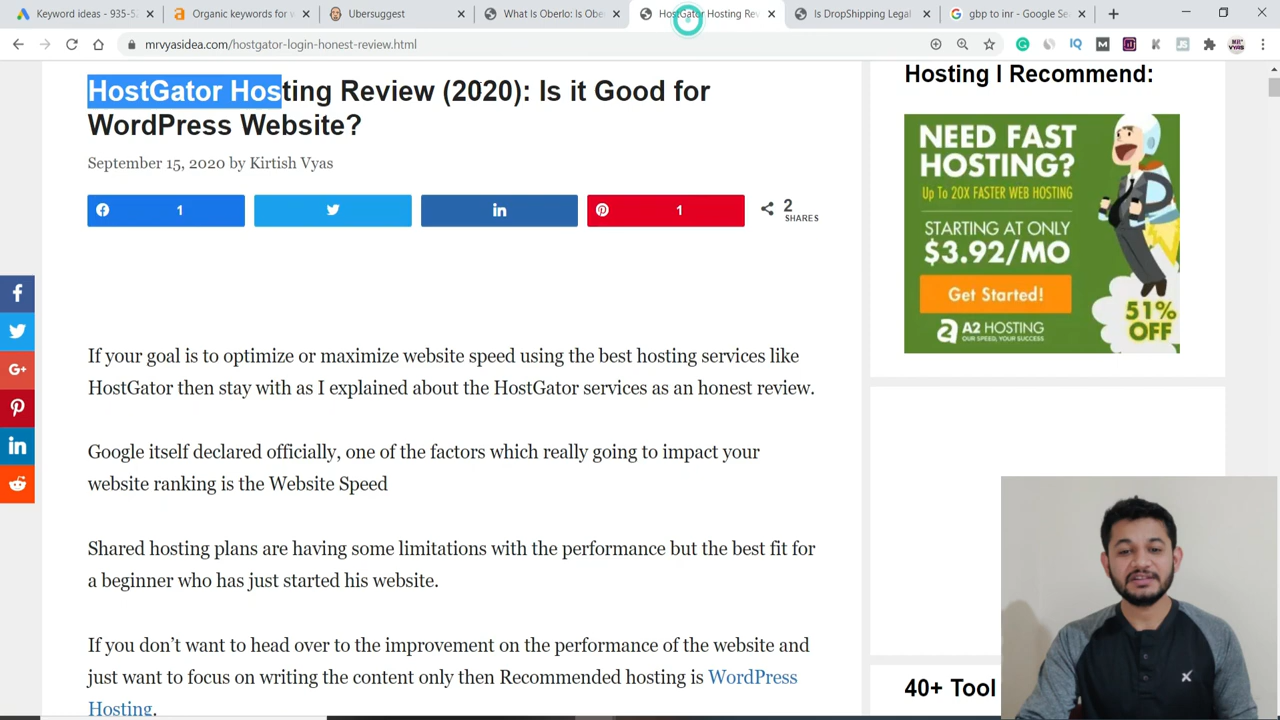 Keyword ideas - 935-5
Organic keywords for w
Ubersuggest
What Is Oberlo: Is Obe
HostGator Hosting Rev
Is DropShipping Legal
gbp to inr - Google Se
mrvyasidea.com/hostgator-login-honest-review.html
HostGator Hosting Review (2020): Is it Good for
WordPress Website?
September 15, 2020 by Kirtish Vyas
1
1
2
SHARES
If your goal is to optimize or maximize website speed using the best hosting services like
HostGator then stay with as I explained about the HostGator services as an honest review.
Google itself declared officially, one of the factors which really going to impact your
website ranking is the Website Speed
Shared hosting plans are having some limitations with the performance but the best fit for
a beginner who has just started his website.
If you don't want to head over to the improvement on the performance of the website and
just want to focus on writing the content only then Recommended hosting is WordPress
Hosting.
Hosting I Recommend:
NEED FAST
HOSTING?
Up To 20X FASTER WEB HOSTING
STARTING AT ONLY
$3.92/MO
Get Started!
51%
OFF
A2 HOSTING
OUR SPEED, YOUR SUCCESS
40+ Tool